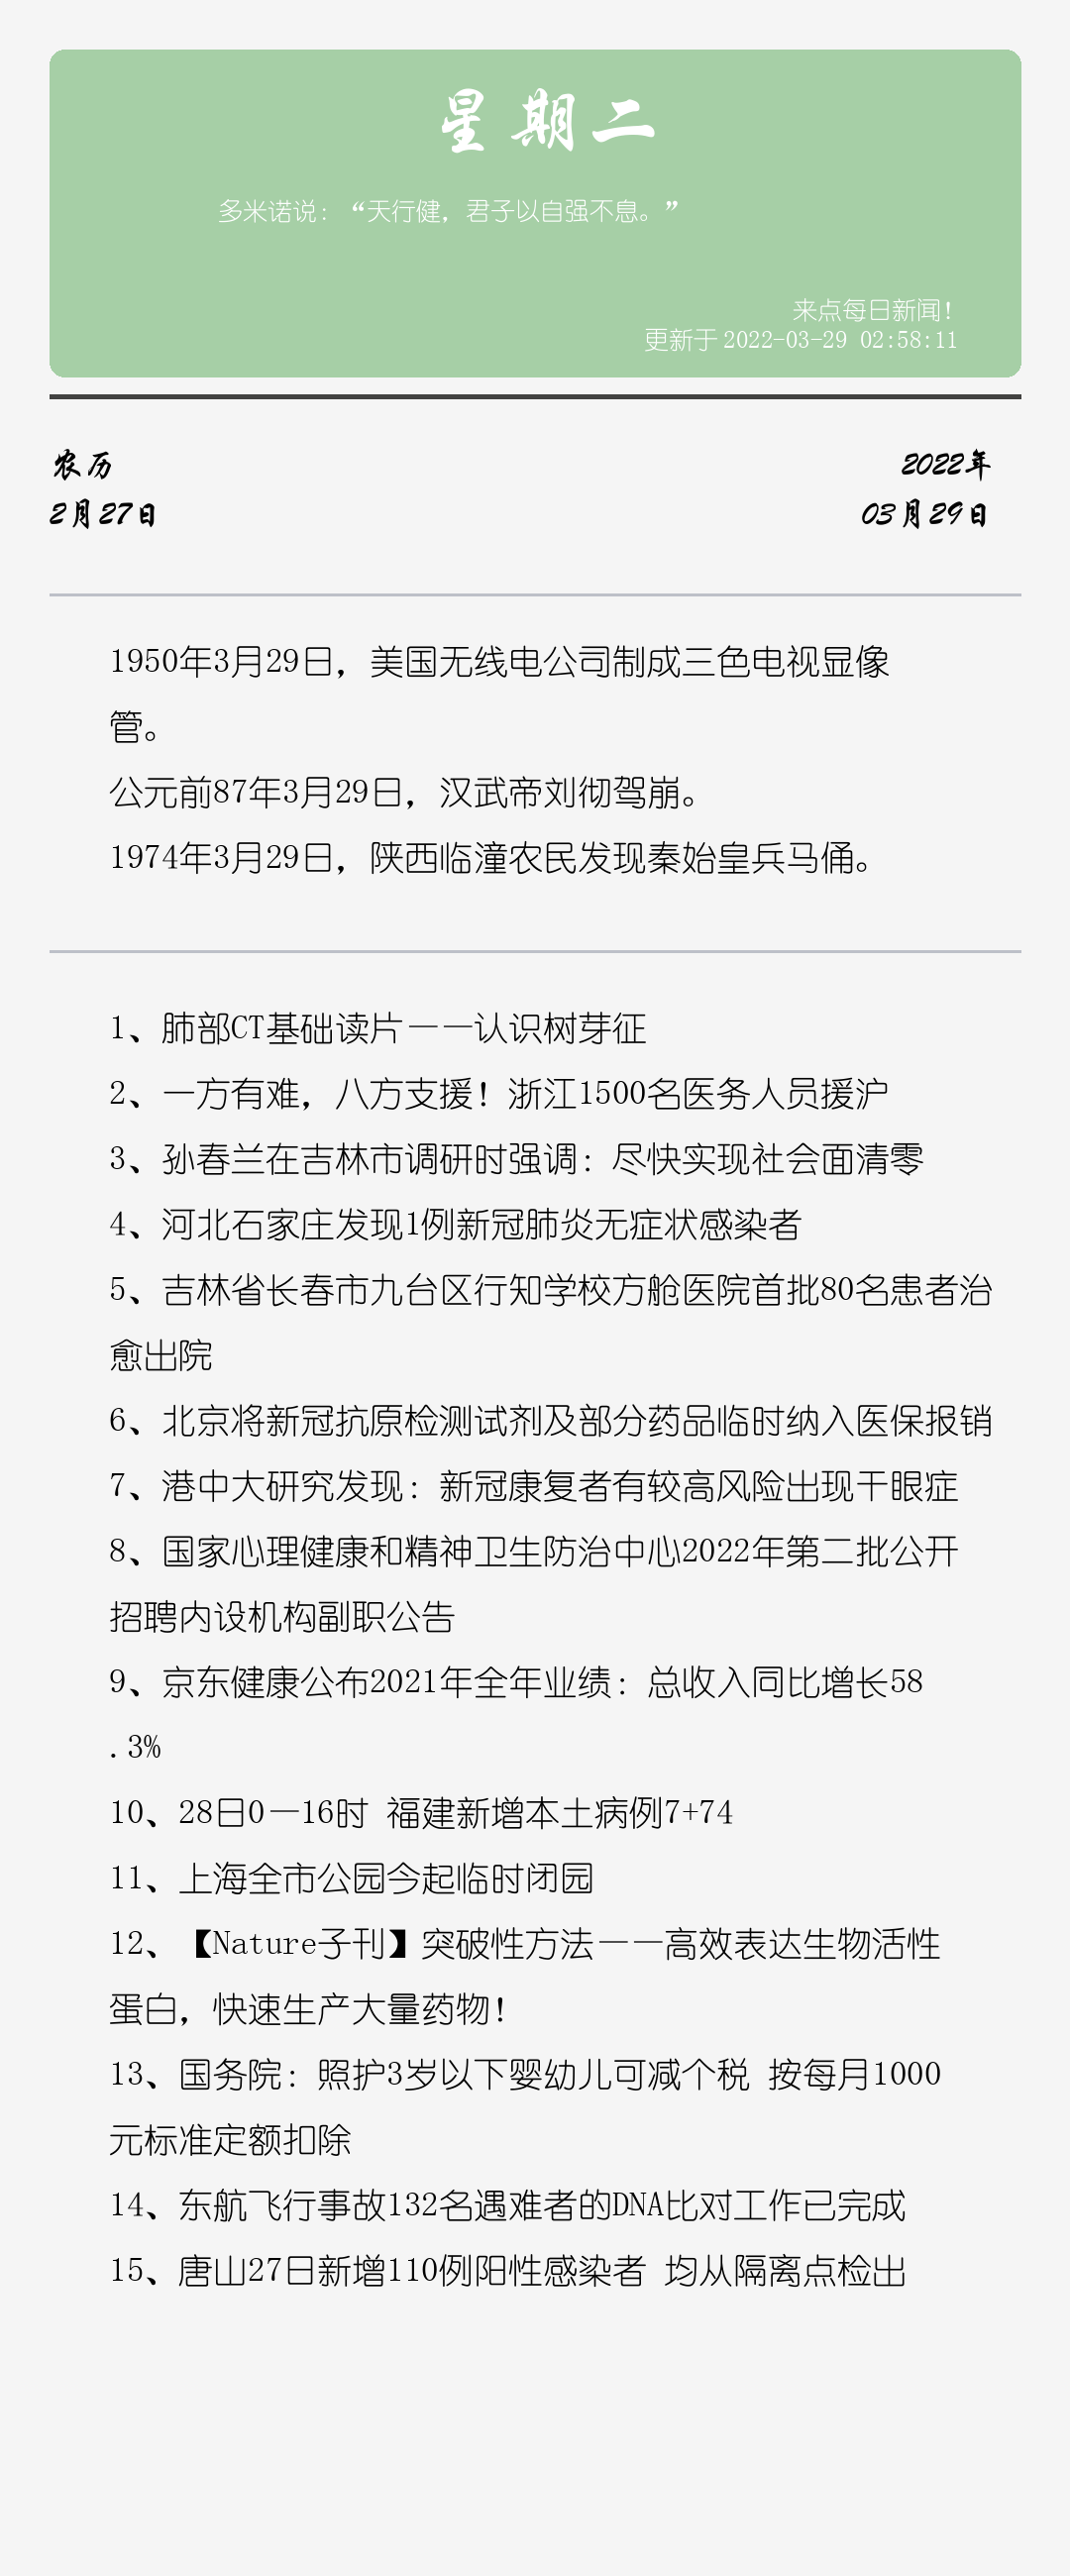 星期二
多米诺说：“天行健，君子以自强不息。”
来点每日新闻！
更新于 2022-03-29 02:58:11
农历
2022年
2月27日
03月29日
1950年3月29日，美国无线电公司制成三色电视显像
管。
公元前87年3月29日，汉武帝刘彻驾崩。
1974年3月29日，陕西临潼农民发现秦始皇兵马俑。
1、肺部CT基础读片——认识树芽征
2、一方有难，八方支援！浙江1500名医务人员援沪
3、孙春兰在吉林市调研时强调：尽快实现社会面清零
4、河北石家庄发现1例新冠肺炎无症状感染者
5、吉林省长春市九台区行知学校方舱医院首批80名患者治
愈出院
6、北京将新冠抗原检测试剂及部分药品临时纳入医保报销
7、港中大研究发现：新冠康复者有较高风险出现干眼症
8、国家心理健康和精神卫生防治中心2022年第二批公开
招聘内设机构副职公告
9、京东健康公布2021年全年业绩：总收入同比增长58
.3%
10、28日0—16时 福建新增本土病例7+74
11、上海全市公园今起临时闭园
12、【Nature子刊】突破性方法——高效表达生物活性
蛋白，快速生产大量药物！
13、国务院：照护3岁以下婴幼儿可减个税 按每月1000
元标准定额扣除
14、东航飞行事故132名遇难者的DNA比对工作已完成
15、唐山27日新增110例阳性感染者 均从隔离点检出